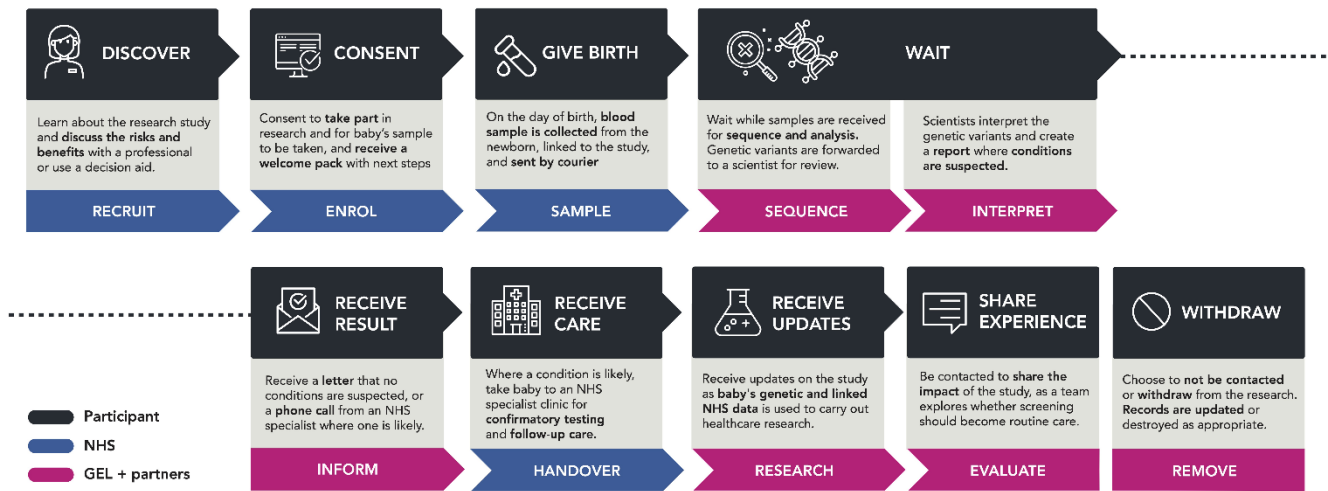 DISCOVER
Learn about the research study
and discuss the risks and
benefits with a professional
or use a decision aid.
RECRUIT
CONSENT
Consent to take part in
research and for baby's sample
to be taken, and receive a
welcome pack with next steps
ENROL
GIVE BIRTH
On the day of birth, blood
sample is collected from the
newborn, linked to the study,
and sent by courier
SAMPLE
WAIT
Wait while samples are received
for sequence and analysis.
Genetic variants are forwarded
to a scientist for review.
SEQUENCE
Scientists interpret the
genetic variants and create
a report where conditions
are suspected.
INTERPRET
RECEIVE
RESULT
Receive a letter that no
conditions are suspected, or
a phone call from an NHS
specialist where one is likely.
INFORM
RECEIVE
CARE
Where a condition is likely,
take baby to an NHS
specialist clinic for
confirmatory testing
and follow-up care.
HANDOVER
RECEIVE
UPDATES
Receive updates on the study
as baby's genetic and linked
NHS data is used to carry out
healthcare research.
RESEARCH
SHARE
EXPERIENCE
Be contacted to share the
impact of the study, as a team
explores whether screening
should become routine care.
EVALUATE
WITHDRAW
Choose to not be contacted
or withdraw from the research.
Records are updated or
destroyed as appropriate.
REMOVE
Participant
NHS
GEL + partners